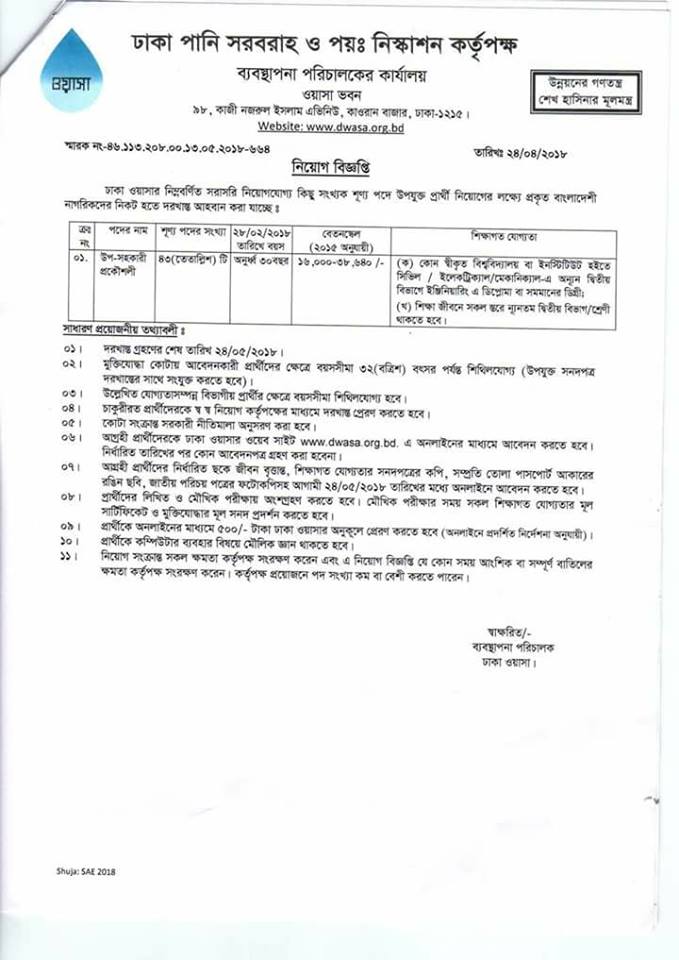 ঢাকা পানি সরবরাহ ও পয়ঃ নিস্কাশন কর্তৃপক্ষ
ওয়াসা
ব্যবস্থাপনা পরিচালকের কার্যালয়
ওয়াসা ভবন
৯৮, কাজী নজরুল ইসলাম এভিনিউ, কাওরান বাজার, ঢাকা-১২১৫।
Website: www.dwasa.org.bd
উন্নয়নের গণতন্ত্র
শেখ হাসিনার মূলমন্ত্র
স্মারক নং-৪৬.১১৩.২০৮.০০.১৩.০৫.২০১৮-৬৬৪
তারিখঃ ২৪/০৪/২০১৮
নিয়োগ বিজ্ঞপ্তি
ঢাকা ওয়াসার নিম্নবর্ণিত সরাসরি নিয়োগযোগ্য কিছু সংখ্যক শূণ্য পদে উপযুক্ত প্রার্থী নিয়োগের লক্ষ্যে প্রকৃত বাংলাদেশী
নাগরিকদের নিকট হতে দরখাস্ত আহবান করা যাচ্ছে ঃ
ক্রঃ নং
পদের নাম
শূণ্য পদের সংখ্যা
২৮/০২/২০১৮ তারিখে বয়স
বেতনস্কেল
(২০১৫ অনুযায়ী)
শিক্ষাগত যোগ্যতা
০১.
উপ-সহকারী
প্রকৌশলী
৪৩(তেতাল্লিশ) টি
অনুর্ধ্ব ৩০বছর
১৬,০০০-৩৮,৬৪০ /-
(ক) কোন স্বীকৃত বিশ্ববিদ্যালয় বা ইনস্টিটিউট হইতে
সিভিল / ইলেকট্রিক্যাল/মেকানিক্যাল-এ অন্যূন দ্বিতীয়
বিভাগে ইঞ্জিনিয়ারিং এ ডিপ্লোমা বা সমমানের ডিগ্রী;
(খ) শিক্ষা জীবনে সকল স্তরে ন্যূনতম দ্বিতীয় বিভাগ/শ্রেণী
থাকতে হবে।
সাধারণ প্রয়োজনীয় তথ্যাবলী ঃ
০১। দরখাস্ত গ্রহণের শেষ তারিখ ২৪/০৫/২০১৮।
০২। মুক্তিযোদ্ধা কোটায় আবেদনকারী প্রার্থীদের ক্ষেত্রে বয়সসীমা ৩২(বত্রিশ) বৎসর পর্যন্ত শিথিলযোগ্য (উপযুক্ত সনদপত্র
দরখাস্তের সাথে সংযুক্ত করতে হবে)।
০৩। উল্লেখিত যোগ্যতাসম্পন্ন বিভাগীয় প্রার্থীর ক্ষেত্রে বয়সসীমা শিথিলযোগ্য হবে।
০৪। চাকুরীরত প্রার্থীদেরকে স্ব স্ব নিয়োগ কর্তৃপক্ষের মাধ্যমে দরখাস্ত প্রেরণ করতে হবে।
০৫। কোটা সংক্রান্ত সরকারী নীতিমালা অনুসরণ করা হবে।
০৬। আগ্রহী প্রার্থীদেরকে ঢাকা ওয়াসার ওয়েব সাইট www.dwasa.org.bd. এ অনলাইনের মাধ্যমে আবেদন করতে হবে।
নির্ধারিত তারিখের পর কোন আবেদনপত্র গ্রহণ করা হবেনা।
০৭। আগ্রহী প্রার্থীদের নির্ধারিত ছকে জীবন বৃত্তান্ত, শিক্ষাগত যোগ্যতার সনদপত্রের কপি, সম্প্রতি তোলা পাসপোর্ট আকারের
রঙিন ছবি, জাতীয় পরিচয় পত্রের ফটোকপিসহ আগামী ২৪/০৫/২০১৮ তারিখের মধ্যে অনলাইনে আবেদন করতে হবে।
০৮। প্রার্থীদের লিখিত ও মৌখিক পরীক্ষায় অংশগ্রহণ করতে হবে। মৌখিক পরীক্ষার সময় সকল শিক্ষাগত যোগ্যতার মূল
সার্টিফিকেট ও মুক্তিযোদ্ধার মূল সনদ প্রদর্শন করতে হবে।
০৯। প্রার্থীকে অনলাইনের মাধ্যমে ৫০০/- টাকা ঢাকা ওয়াসার অনুকূলে প্রেরণ করতে হবে (অনলাইনে প্রদর্শিত নির্দেশনা অনুযায়ী)।
১০। প্রার্থীকে কম্পিউটার ব্যবহার বিষয়ে মৌলিক জ্ঞান থাকতে হবে।
১১। নিয়োগ সংক্রান্ত সকল ক্ষমতা কর্তৃপক্ষ সংরক্ষণ করেন এবং এ নিয়োগ বিজ্ঞপ্তি যে কোন সময় আংশিক বা সম্পূর্ণ বাতিলের
ক্ষমতা কর্তৃপক্ষ সংরক্ষণ করেন। কর্তৃপক্ষ প্রয়োজনে পদ সংখ্যা কম বা বেশী করতে পারেন।
স্বাক্ষরিত/-
ব্যবস্থাপনা পরিচালক
ঢাকা ওয়াসা।
Shuja: SAE 2018